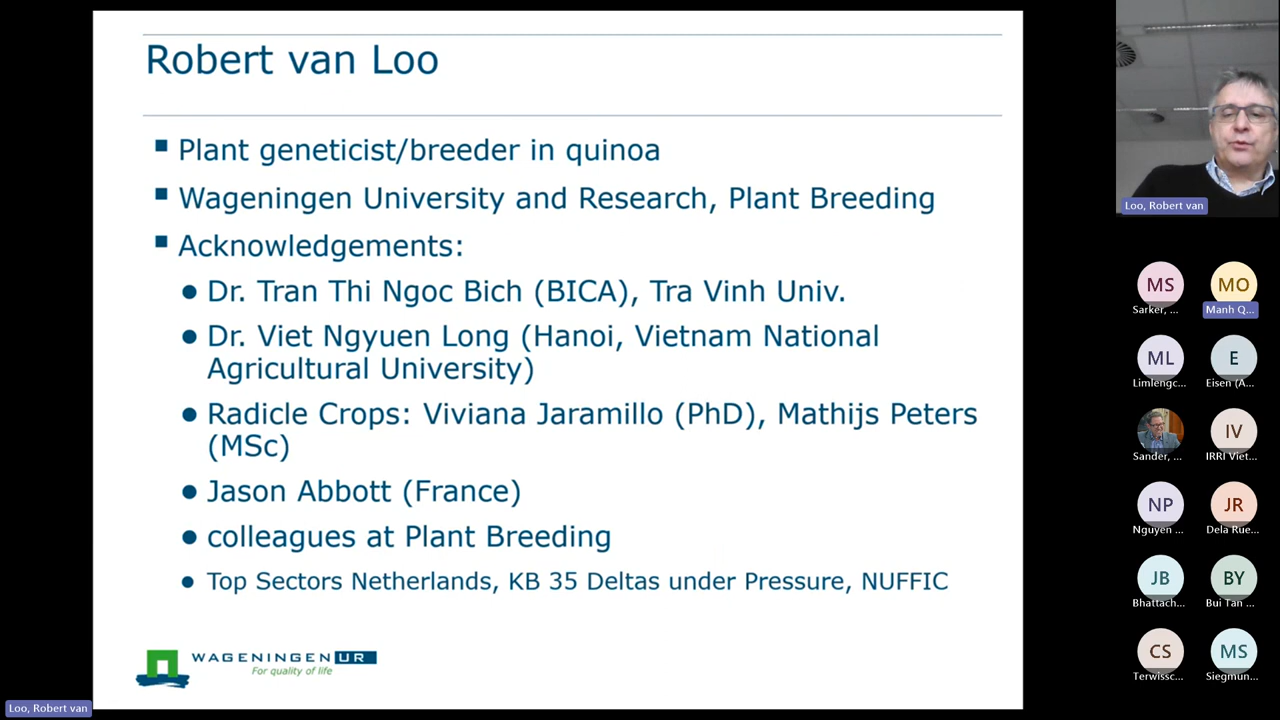 Robert van Loo
Plant geneticist/breeder in quinoa
Wageningen University and Research, Plant Breeding
Acknowledgements:
Dr. Tran Thi Ngoc Bich (BICA), Tra Vinh Univ.
Dr. Viet Ngyuen Long (Hanoi, Vietnam National
Agricultural University)
Radicle Crops: Viviana Jaramillo (PhD), Mathijs Peters
(MSc)
Jason Abbott (France)
colleagues at Plant Breeding
Top Sectors Netherlands, KB 35 Deltas under Pressure, NUFFIC
WAGENINGEN UR
For quality of life
Loo, Robert van
Loo, Robert van
MS
MO
Sarker, ...
Manh Q...
ML
E
Limlengc...
Eisen (A...
IV
Sander, ...
IRRI Viet...
NP
JR
Nguyen ...
Dela Rue...
JB
BY
Bhattach...
Bui Tan ...
CS
MS
Terwissc...
Siegmun...